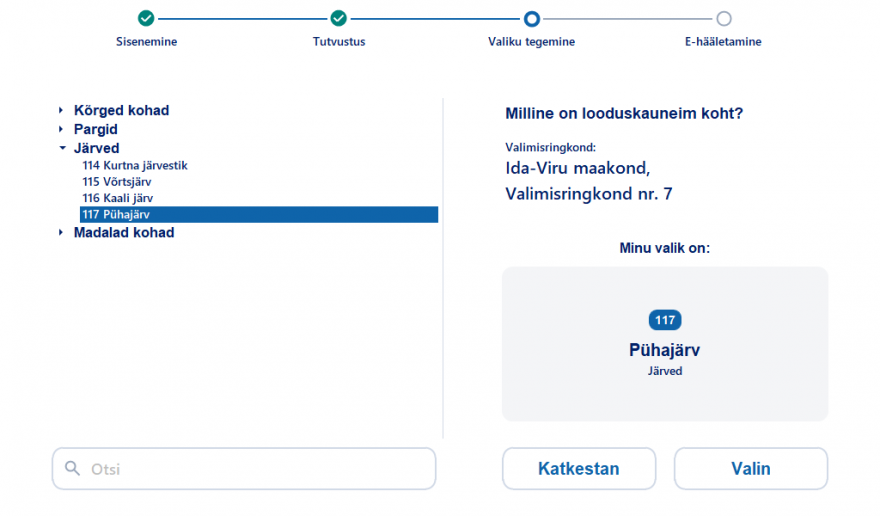 Sisenemine
Tutvustus
Valiku tegemine
E-hääletamine
Kõrged kohad
Pargid
Järved
114 Kurtna järvestik
115 Võrtsjärv
116 Kaali järv
117 Pühajärv
Madalad kohad
Otsi
Milline on looduskauneim koht?
Valimisringkond:
Ida-Viru maakond,
Valimisringkond nr. 7
Minu valik on:
117
Pühajärv
Järved
Katkestan
Valin